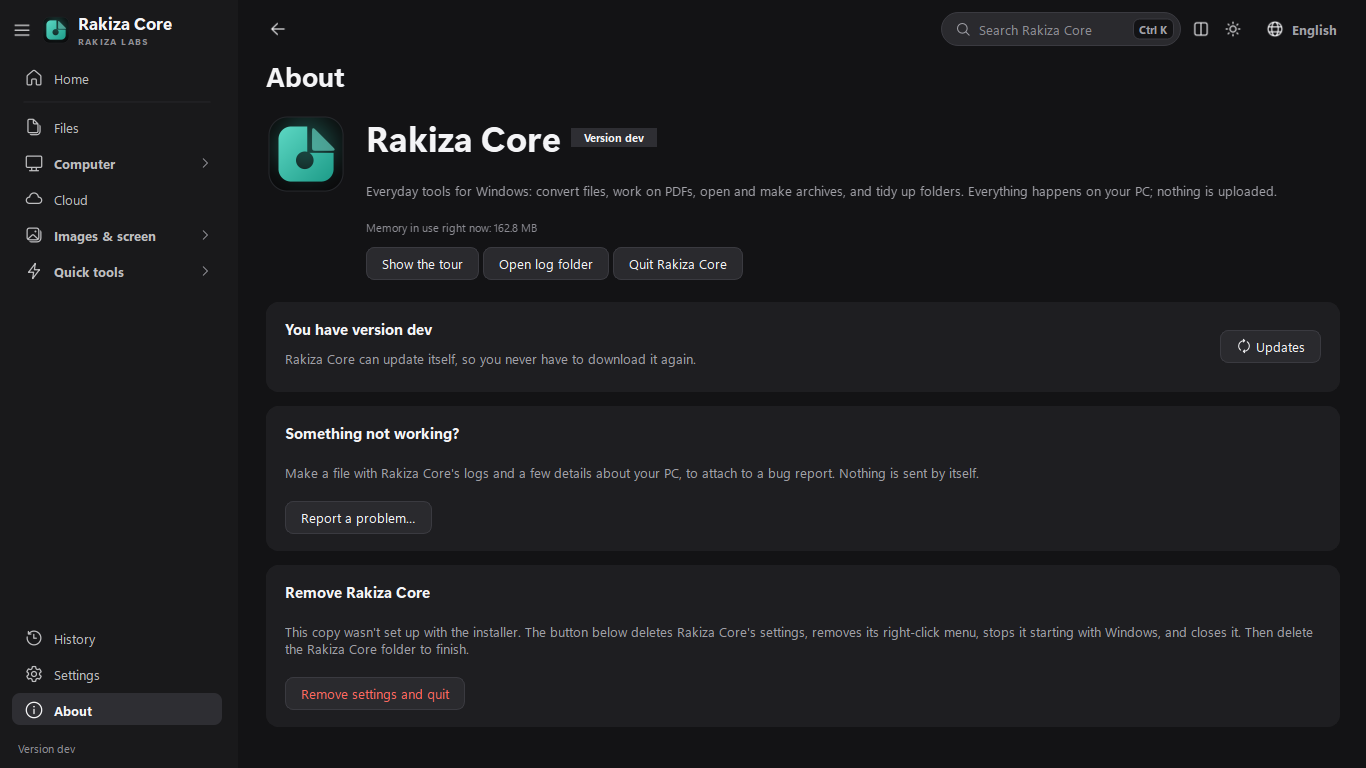 Rakiza Core
RAKIZA LABS
Home
Files
Computer
Cloud
Images & screen
Quick tools
History
Settings
About
Version dev
Search Rakiza Core
Ctrl K
English
About
Rakiza Core
Version dev
Everyday tools for Windows: convert files, work on PDFs, open and make archives, and tidy up folders. Everything happens on your PC; nothing is uploaded.
Memory in use right now: 162.8 MB
Show the tour
Open log folder
Quit Rakiza Core
You have version dev
Rakiza Core can update itself, so you never have to download it again.
Updates
Something not working?
Make a file with Rakiza Core's logs and a few details about your PC, to attach to a bug report. Nothing is sent by itself.
Report a problem...
Remove Rakiza Core
This copy wasn't set up with the installer. The button below deletes Rakiza Core's settings, removes its right-click menu, stops it starting with Windows, and closes it. Then delete
the Rakiza Core folder to finish.
Remove settings and quit